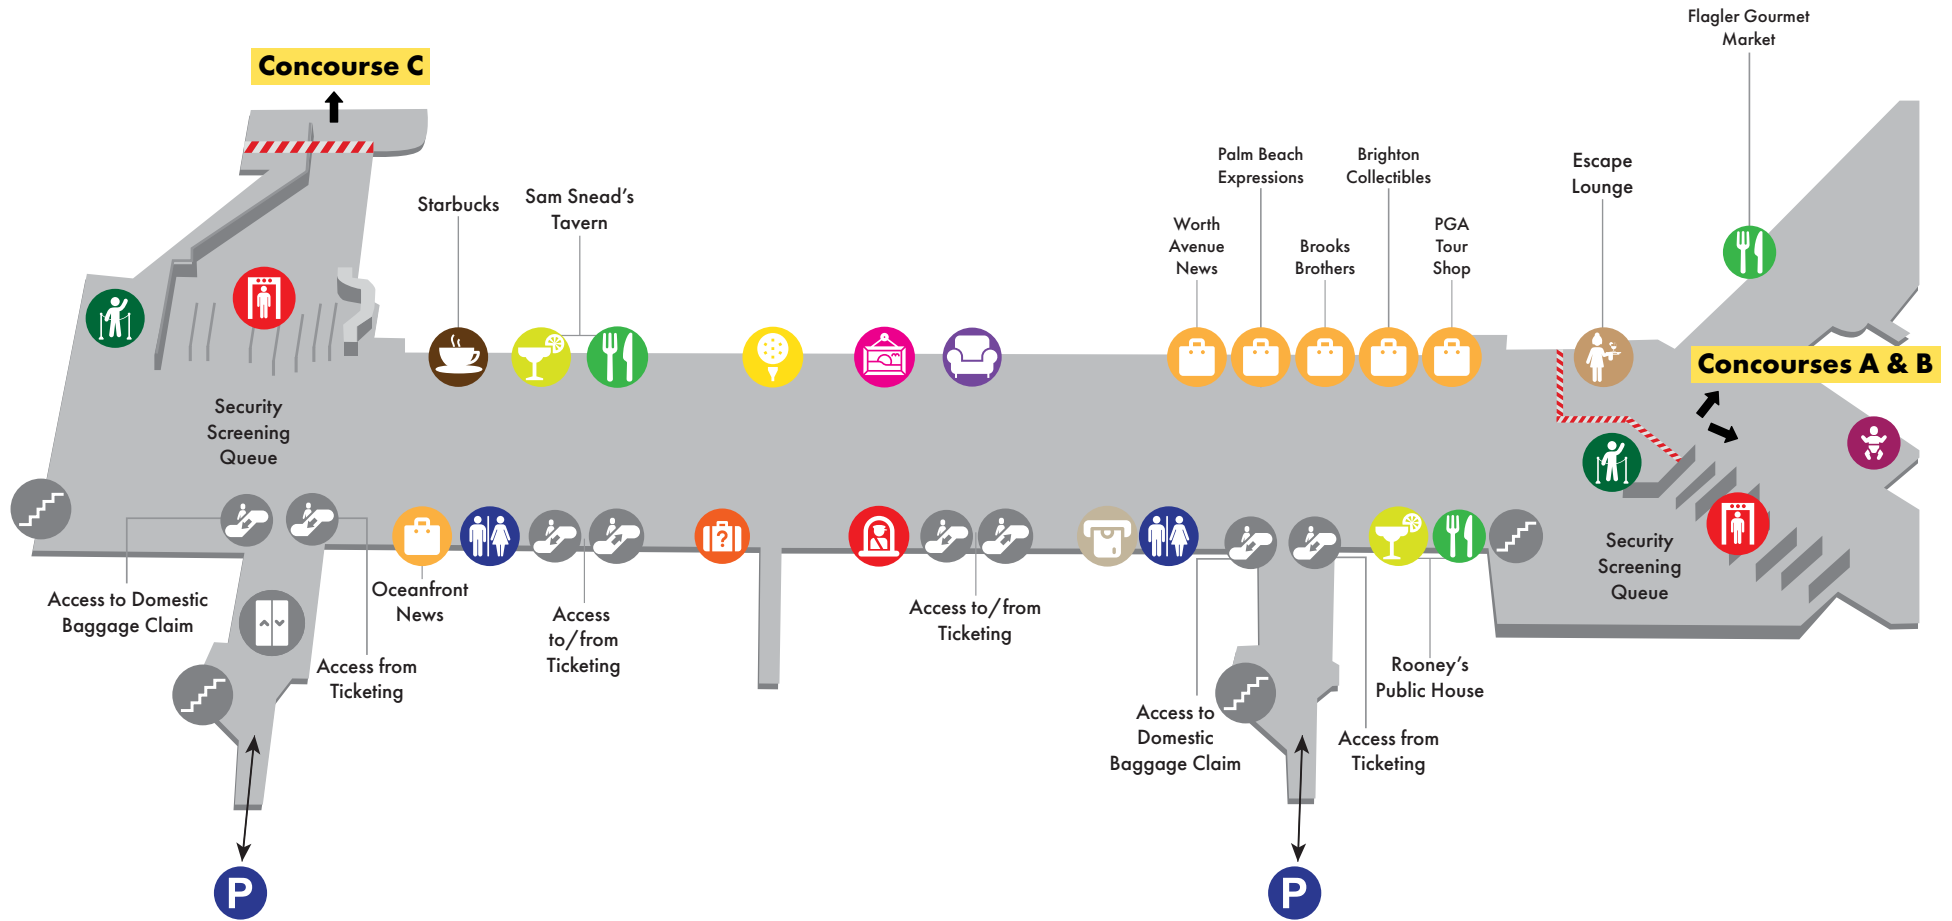 Flagler Gourmet
Market
Concourse C
Palm Beach
Expressions
Brighton
Collectibles
Escape
Lounge
Starbucks
Sam Snead's
Tavern
Worth
Avenue
News
Brooks
Brothers
PGA
Tour
Shop
Concourses A & B
Security
Screening
Queue
?
Security
Screening
Queue
Access to Domestic
Baggage Claim
Oceanfront
News
Access
to/from
Ticketing
Access to/from
Ticketing
Access from
Ticketing
Rooney's
Public House
Access to
Domestic
Baggage Claim
Access from
Ticketing
P
P